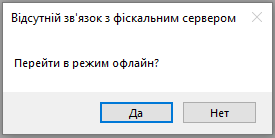 Відсутній зв'язок з фіскальним сервером
Перейти в режим офлайн?
Да
Нет